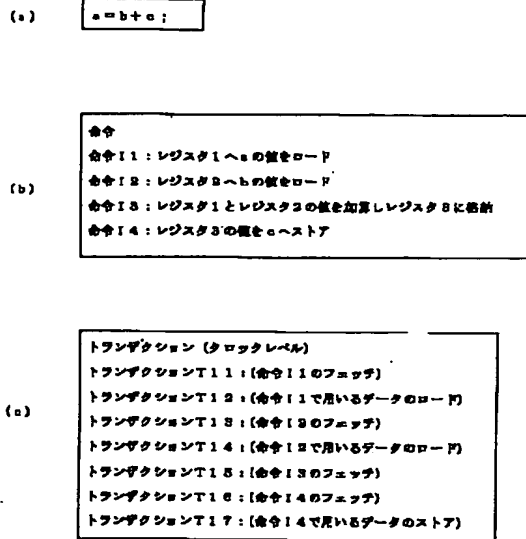 (a)
a=b+c;
(b)
命令
命令I1:レジスタ1へaの値をロード
命令I2:レジスタ2へbの値をロード
命令I3:レジスタ1とレジスタ2の値を加算しレジスタ3に格納
命令I4:レジスタ3の値をcへストア
(c)
トランザクション(クロックレベル)
トランザクションT11:(命令I1のフェッチ)
トランザクションT12:(命令I1で用いるデータのロード)
トランザクションT13:(命令I2のフェッチ)
トランザクションT14:(命令I2で用いるデータのロード)
トランザクションT15:(命令I3のフェッチ)
トランザクションT16:(命令I4のフェッチ)
トランザクションT17:(命令I4で用いるデータのストア)